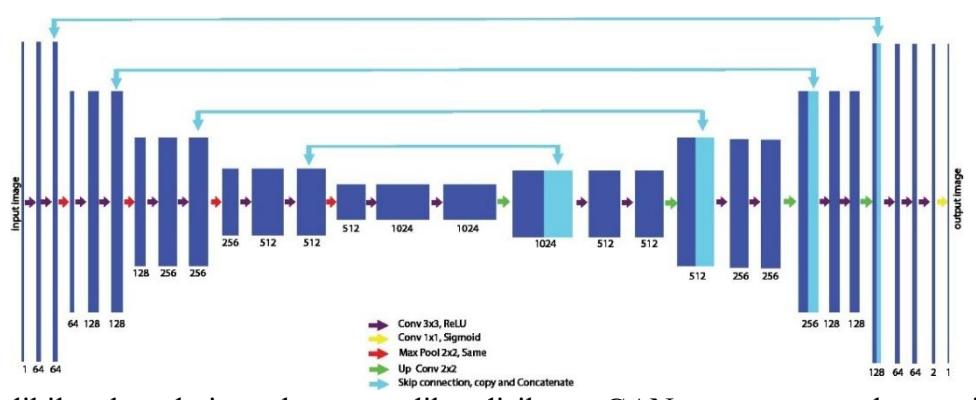 input image
1 64 64
64 128 128
128 256 256
256 512 512
512 1024 1024
1024 512 512
512 256 256
256 128 128
128 64 64 2 1
output image
Conv 3x3, ReLU
Conv 1x1, Sigmoid
Max Pool 2x2, Same
Up Conv 2x2
Skip connection, copy and Concatenate